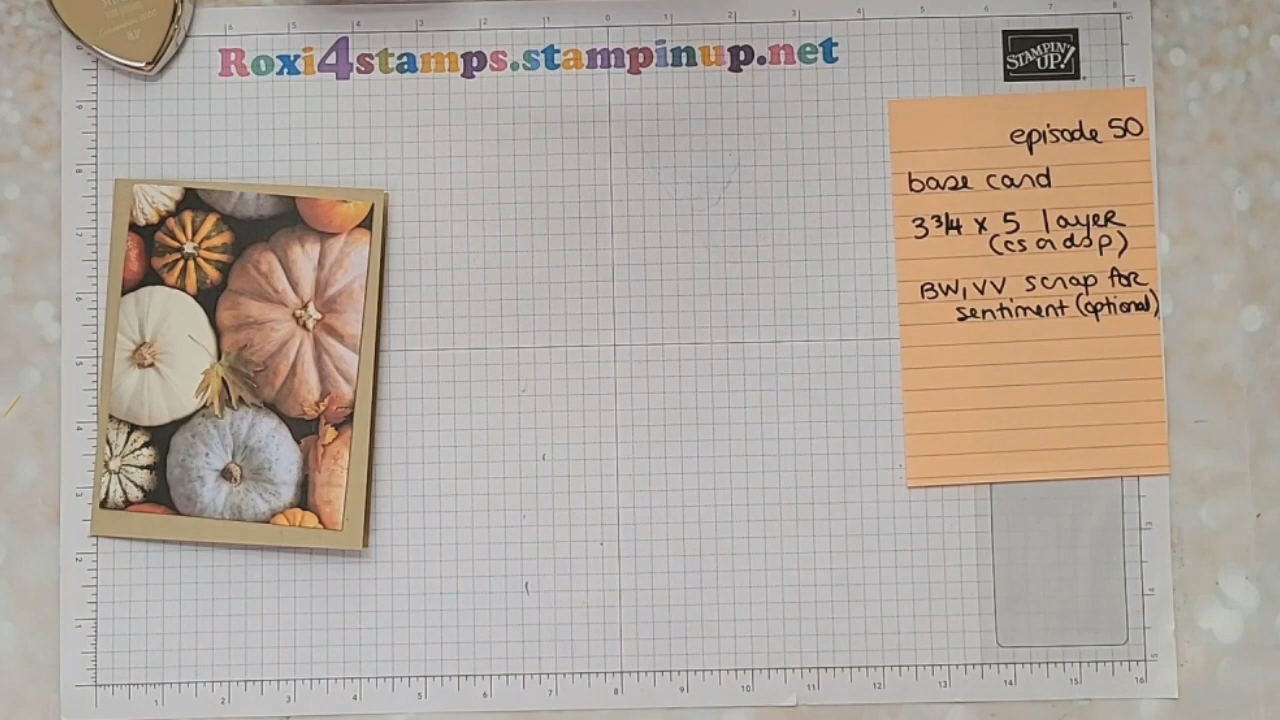 Roxi4stamps.stampinup.net
STAMPIN' UP!
episode 50
base card
3 3/4 x 5 layer
(cs or dsp)
BW, VV scrap for
sentiment (optional)